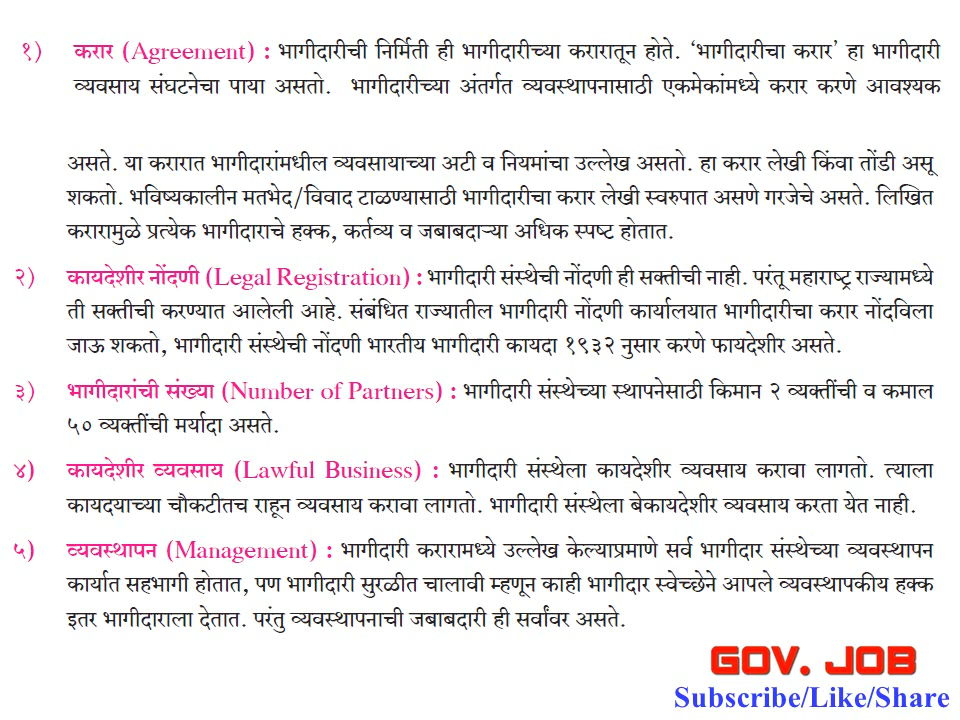 १) करार (Agreement) : भागीदारीची निर्मिती ही भागीदारीच्या करारातून होते. ‘भागीदारीचा करार’ हा भागीदारी
व्यवसाय संघटनेचा पाया असतो. भागीदारीच्या अंतर्गत व्यवस्थापनासाठी एकमेकांमध्ये करार करणे आवश्यक
असते. या करारात भागीदारांमधील व्यवसायाच्या अटी व नियमांचा उल्लेख असतो. हा करार लेखी किंवा तोंडी असू
शकतो. भविष्यकालीन मतभेद/विवाद टाळण्यासाठी भागीदारीचा करार लेखी स्वरुपात असणे गरजेचे असते. लिखित
करारामुळे प्रत्येक भागीदाराचे हक्क, कर्तव्य व जबाबदाऱ्या अधिक स्पष्ट होतात.
२) कायदेशीर नोंदणी (Legal Registration) : भागीदारी संस्थेची नोंदणी ही सक्तीची नाही. परंतू महाराष्ट्र राज्यामध्ये
ती सक्तीची करण्यात आलेली आहे. संबंधित राज्यातील भागीदारी नोंदणी कार्यालयात भागीदारीचा करार नोंदविला
जाऊ शकतो, भागीदारी संस्थेची नोंदणी भारतीय भागीदारी कायदा १९३२ नुसार करणे फायदेशीर असते.
३) भागीदारांची संख्या (Number of Partners) : भागीदारी संस्थेच्या स्थापनेसाठी किमान २ व्यक्तींची व कमाल
५० व्यक्तींची मर्यादा असते.
४) कायदेशीर व्यवसाय (Lawful Business) : भागीदारी संस्थेला कायदेशीर व्यवसाय करावा लागतो. त्याला
कायदयाच्या चौकटीतच राहून व्यवसाय करावा लागतो. भागीदारी संस्थेला बेकायदेशीर व्यवसाय करता येत नाही.
५) व्यवस्थापन (Management) : भागीदारी करारामध्ये उल्लेख केल्याप्रमाणे सर्व भागीदार संस्थेच्या व्यवस्थापन
कार्यात सहभागी होतात, पण भागीदारी सुरळीत चालावी म्हणून काही भागीदार स्वेच्छेने आपले व्यवस्थापकीय हक्क
इतर भागीदाराला देतात. परंतु व्यवस्थापनाची जबाबदारी ही सर्वांवर असते.
GOV. JOB
Subscribe/Like/Share